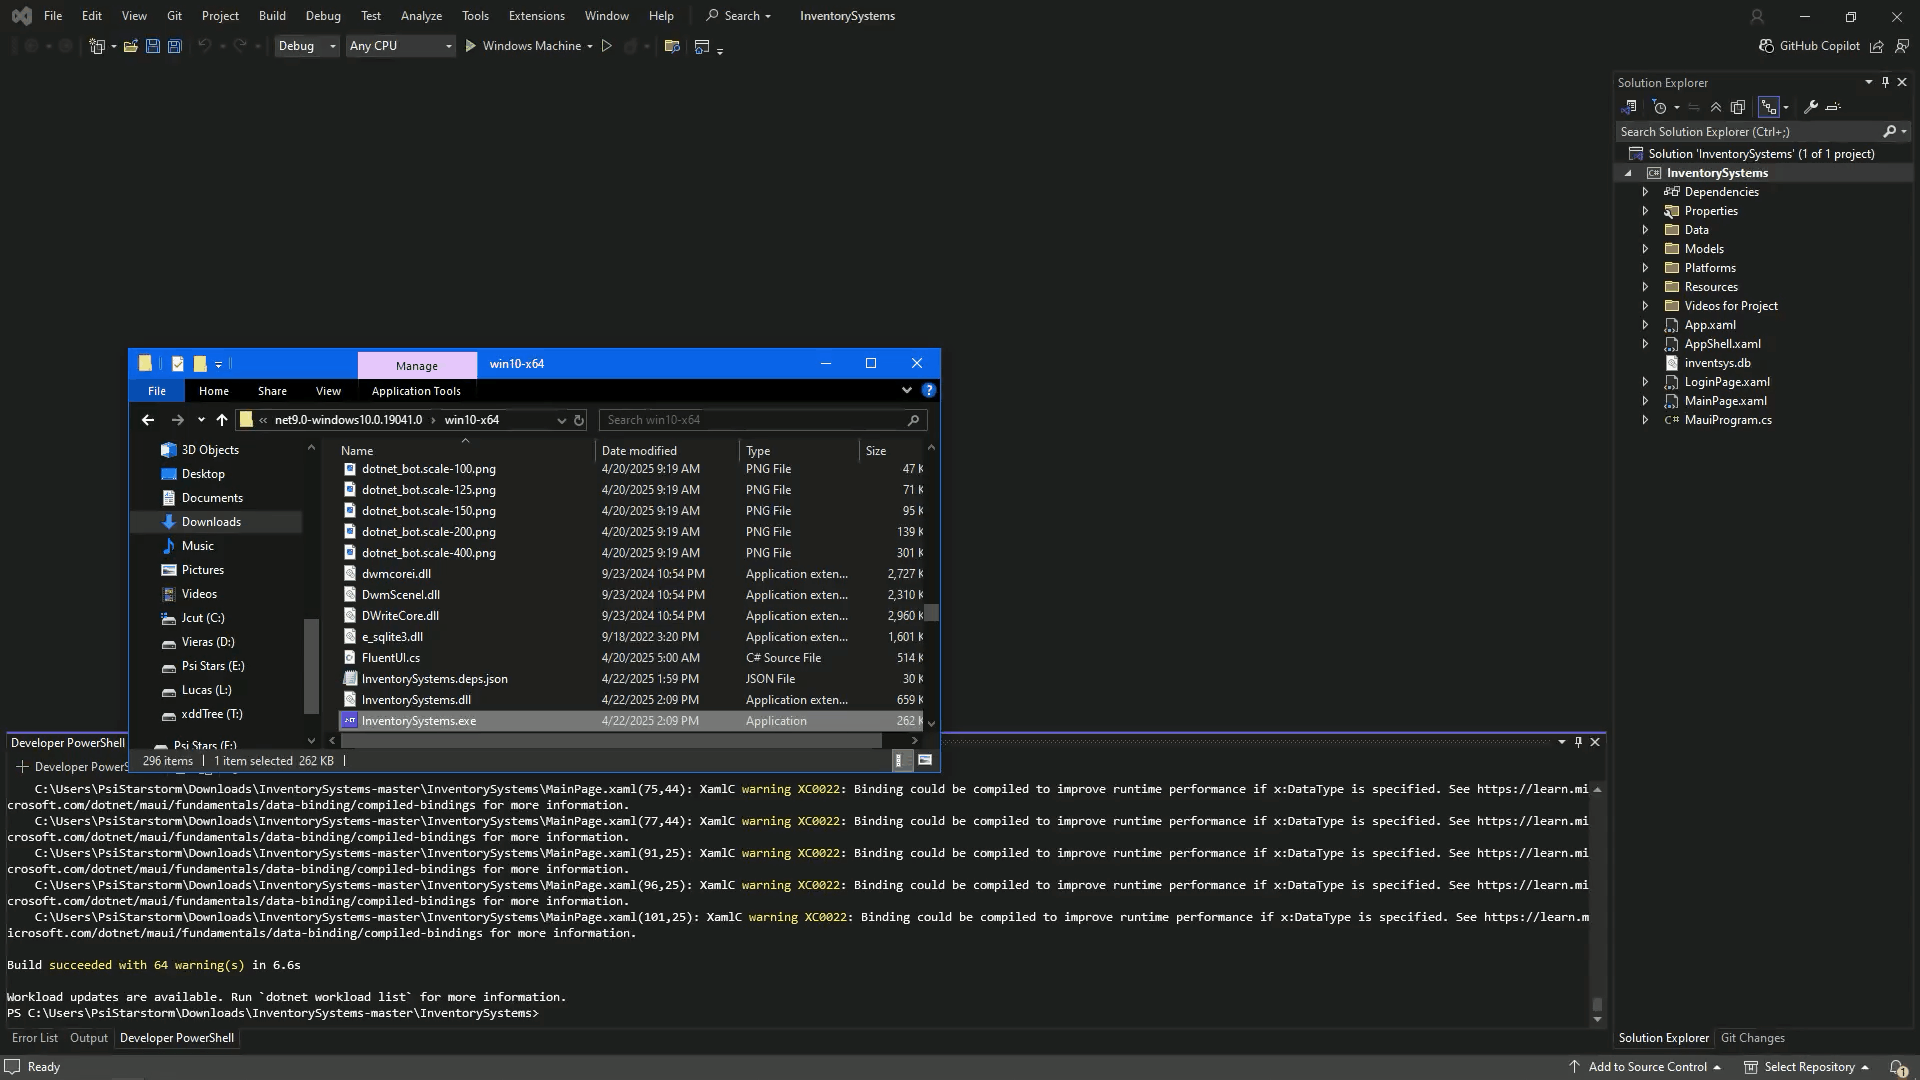 File Edit View Git Project Build Debug Test Analyze Tools Extensions Window Help Search InventorySystems
Debug Any CPU Windows Machine GitHub Copilot
Solution Explorer
Search Solution Explorer (Ctrl+;)
Solution 'InventorySystems' (1 of 1 project)
C# InventorySystems
Dependencies
Properties
Data
Models
Platforms
Resources
Videos for Project
App.xaml
AppShell.xaml
inventsys.db
LoginPage.xaml
MainPage.xaml
C# MauiProgram.cs
Manage win10-x64
File Home Share View Application Tools
« net9.0-windows10.0.19041.0 › win10-x64 Search win10-x64
3D Objects
Desktop
Documents
Downloads
Music
Pictures
Videos
Jcut (C:)
Vieras (D:)
Psi Stars (E:)
Lucas (L:)
xddTree (T:)
Psi Stars (E:)
Name Date modified Type Size
dotnet_bot.scale-100.png 4/20/2025 9:19 AM PNG File 47 K
dotnet_bot.scale-125.png 4/20/2025 9:19 AM PNG File 71 K
dotnet_bot.scale-150.png 4/20/2025 9:19 AM PNG File 95 K
dotnet_bot.scale-200.png 4/20/2025 9:19 AM PNG File 139 K
dotnet_bot.scale-400.png 4/20/2025 9:19 AM PNG File 301 K
dwmcorei.dll 9/23/2024 10:54 PM Application exten... 2,727 K
DwmSceneI.dll 9/23/2024 10:54 PM Application exten... 2,310 K
DWriteCore.dll 9/23/2024 10:54 PM Application exten... 2,960 K
e_sqlite3.dll 9/18/2022 3:20 PM Application exten... 1,601 K
FluentUI.cs 4/20/2025 5:00 AM C# Source File 514 K
InventorySystems.deps.json 4/22/2025 1:59 PM JSON File 30 K
InventorySystems.dll 4/22/2025 2:09 PM Application exten... 659 K
InventorySystems.exe 4/22/2025 2:09 PM Application 262 K
296 items 1 item selected 262 KB
Developer PowerShell
Developer PowerS
C:\Users\PsiStarstorm\Downloads\InventorySystems-master\InventorySystems\MainPage.xaml(75,44): XamlC warning XC0022: Binding could be compiled to improve runtime performance if x:DataType is specified. See https://learn.mi
crosoft.com/dotnet/maui/fundamentals/data-binding/compiled-bindings for more information.
C:\Users\PsiStarstorm\Downloads\InventorySystems-master\InventorySystems\MainPage.xaml(77,44): XamlC warning XC0022: Binding could be compiled to improve runtime performance if x:DataType is specified. See https://learn.mi
crosoft.com/dotnet/maui/fundamentals/data-binding/compiled-bindings for more information.
C:\Users\PsiStarstorm\Downloads\InventorySystems-master\InventorySystems\MainPage.xaml(91,25): XamlC warning XC0022: Binding could be compiled to improve runtime performance if x:DataType is specified. See https://learn.mi
crosoft.com/dotnet/maui/fundamentals/data-binding/compiled-bindings for more information.
C:\Users\PsiStarstorm\Downloads\InventorySystems-master\InventorySystems\MainPage.xaml(96,25): XamlC warning XC0022: Binding could be compiled to improve runtime performance if x:DataType is specified. See https://learn.mi
crosoft.com/dotnet/maui/fundamentals/data-binding/compiled-bindings for more information.
C:\Users\PsiStarstorm\Downloads\InventorySystems-master\InventorySystems\MainPage.xaml(101,25): XamlC warning XC0022: Binding could be compiled to improve runtime performance if x:DataType is specified. See https://learn.m
icrosoft.com/dotnet/maui/fundamentals/data-binding/compiled-bindings for more information.
Build succeeded with 64 warning(s) in 6.6s
Workload updates are available. Run `dotnet workload list` for more information.
PS C:\Users\PsiStarstorm\Downloads\InventorySystems-master\InventorySystems>
Error List Output Developer PowerShell
Solution Explorer Git Changes
Ready Add to Source Control Select Repository 1